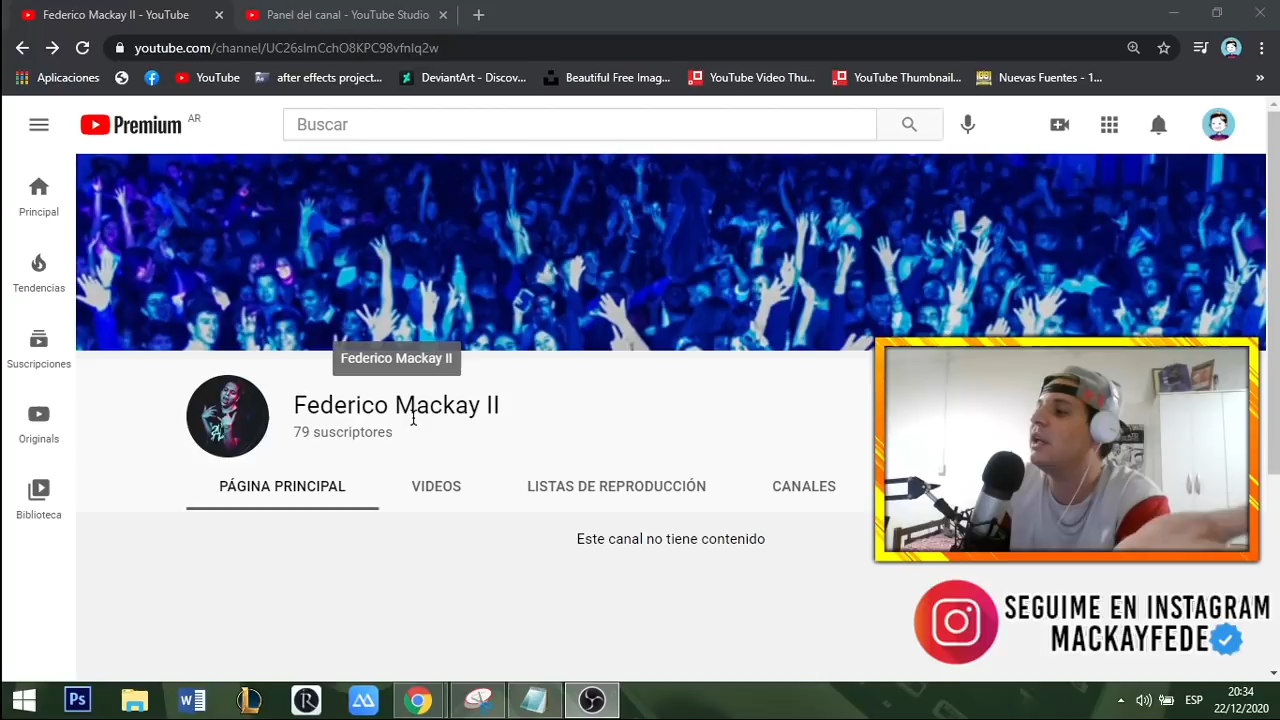 Federico Mackay II - YouTube
Panel del canal - YouTube Studio
youtube.com/channel/UC26slmCchO8KPC98vfnlq2w
Aplicaciones
YouTube
after effects project...
DeviantArt - Discov...
Beautiful Free Imag...
YouTube Video Thu...
YouTube Thumbnail...
Nuevas Fuentes - 1...
»
Premium AR
Buscar
Principal
Tendencias
Suscripciones
Originals
Biblioteca
Federico Mackay II
Federico Mackay II
79 suscriptores
PÁGINA PRINCIPAL
VIDEOS
LISTAS DE REPRODUCCIÓN
CANALES
Este canal no tiene contenido
SEGUIME EN INSTAGRAM
MACKAYFEDE
Ps
ESP
20:34
22/12/2020